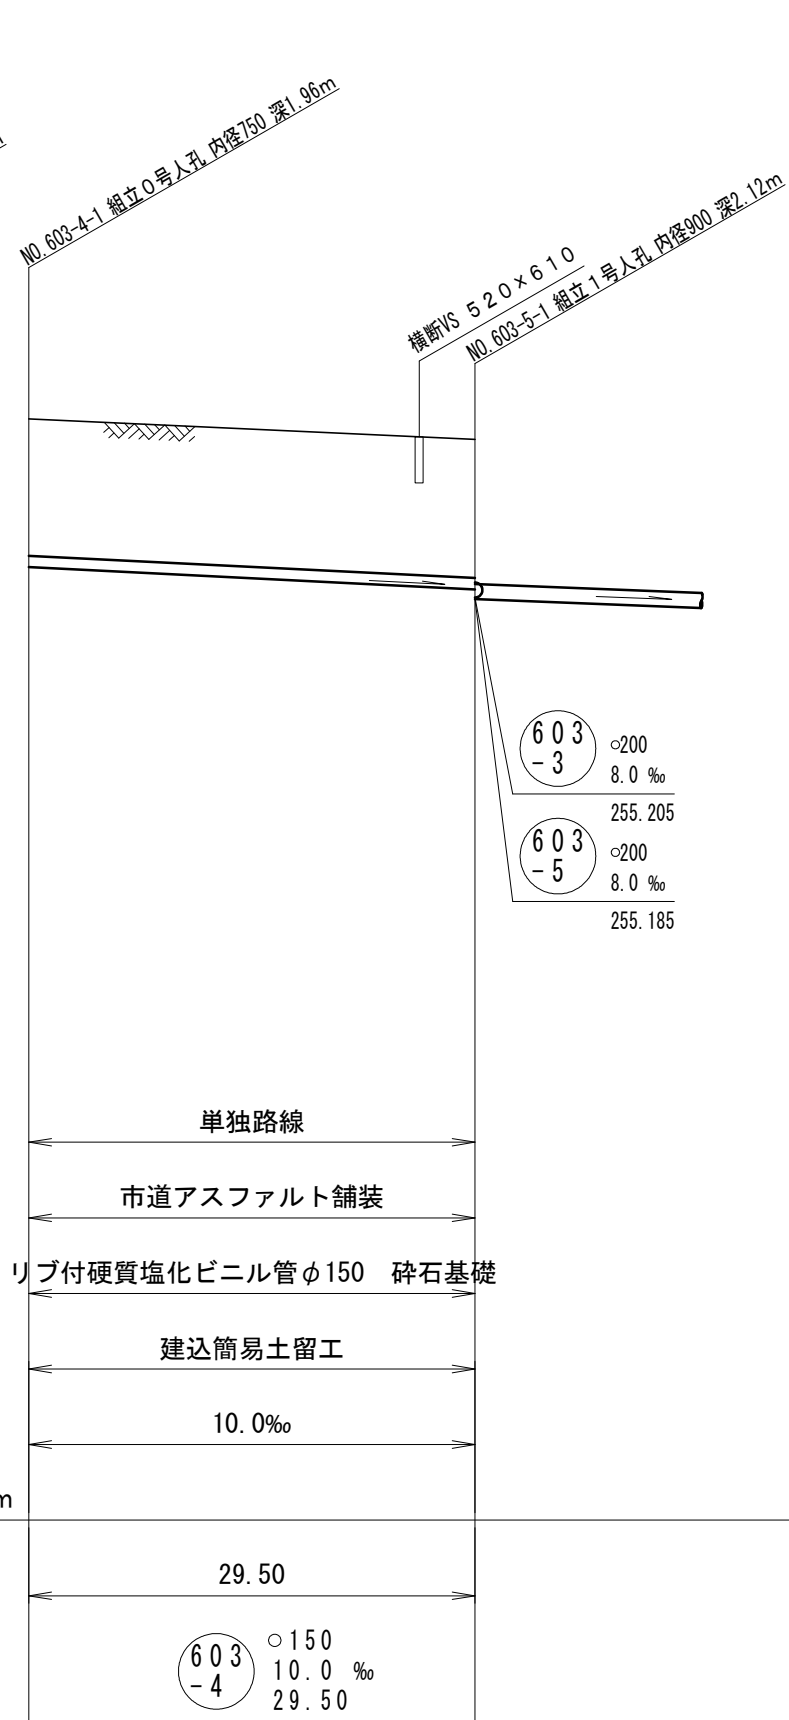 NO.603-4-1 組立0号人孔 内径750 深1.96m
横断VS 520×610
NO.603-5-1 組立1号人孔 内径900 深2.12m
603
-3
○200
8.0 ‰
255.205
603
-5
○200
8.0 ‰
255.185
単独路線
市道アスファルト舗装
リブ付硬質塩化ビニル管φ150 砕石基礎
建込簡易土留工
10.0‰
m
29.50
603
-4
○150
10.0 ‰
29.50